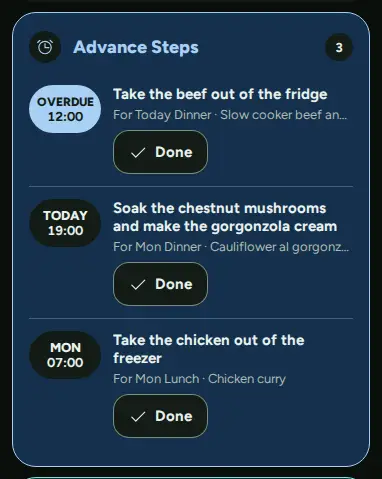 Advance Steps
3
OVERDUE
12:00
Take the beef out of the fridge
For Today Dinner · Slow cooker beef an...
Done
TODAY
19:00
Soak the chestnut mushrooms
and make the gorgonzola cream
For Mon Dinner · Cauliflower al gorgonz...
Done
MON
07:00
Take the chicken out of the
freezer
For Mon Lunch · Chicken curry
Done